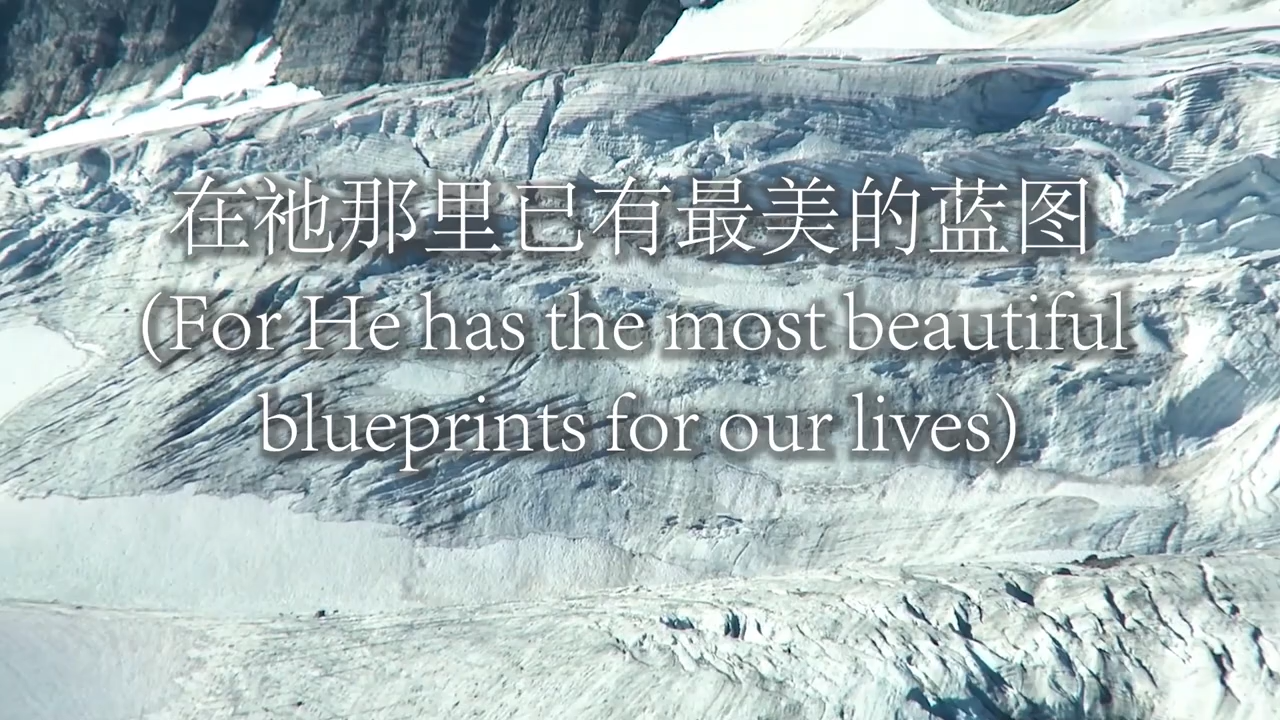 在祂那里已有最美的蓝图
(For He has the most beautiful
blueprints for our lives)